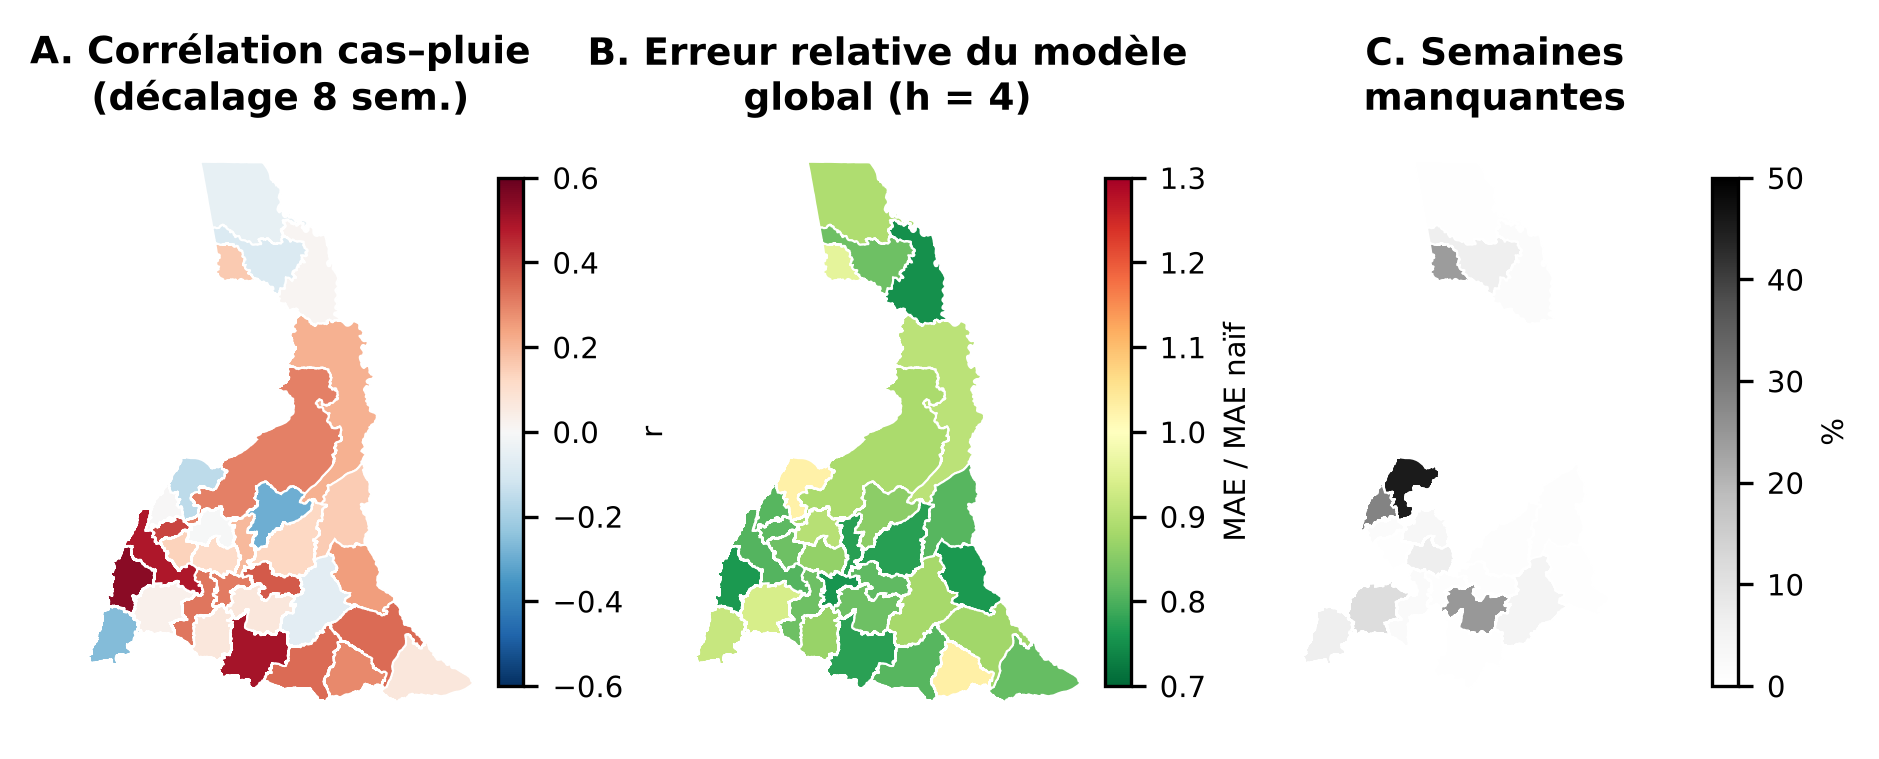 A. Corrélation cas–pluie
(décalage 8 sem.)
0.6
0.4
0.2
0.0
−0.2
−0.4
−0.6
r
B. Erreur relative du modèle
global (h = 4)
1.3
1.2
1.1
1.0
0.9
0.8
0.7
MAE / MAE naïf
C. Semaines
manquantes
50
40
30
20
10
0
%